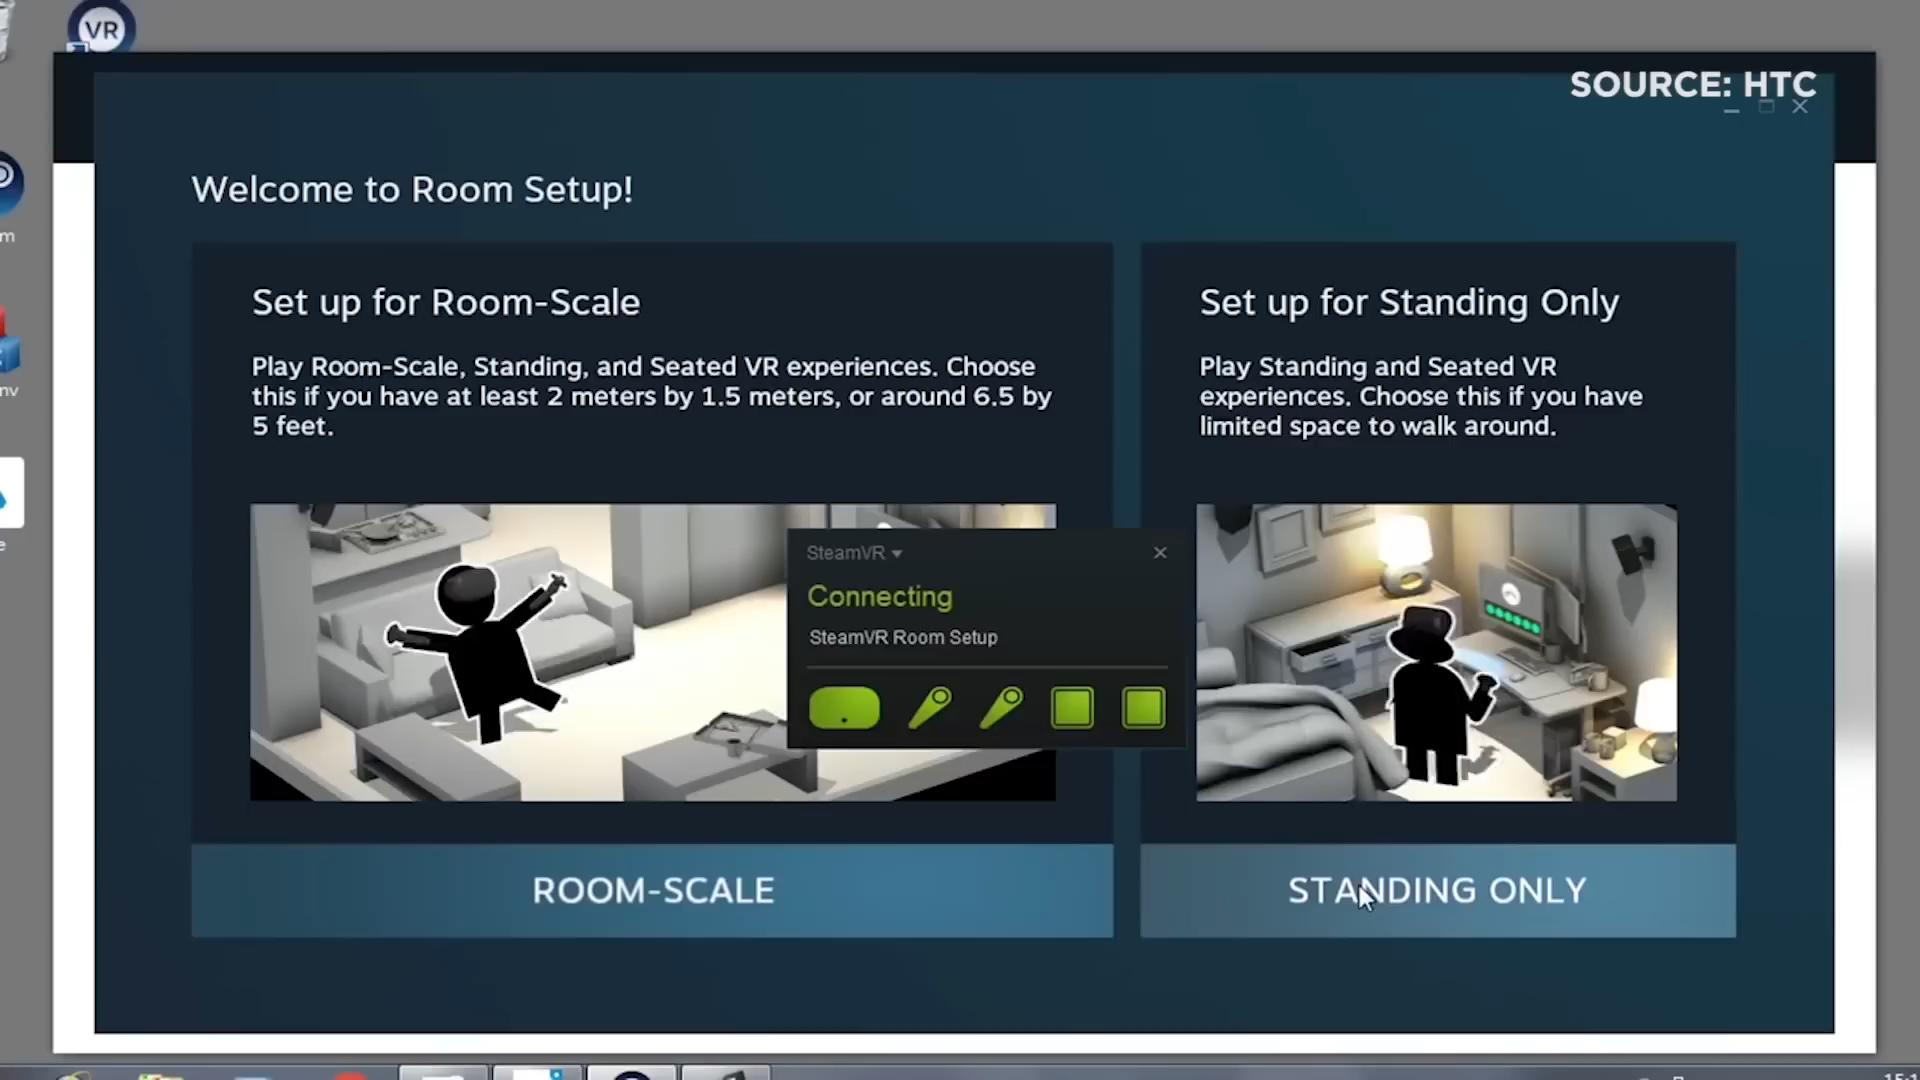 VR
SOURCE: HTC
Welcome to Room Setup!
Set up for Room-Scale
Play Room-Scale, Standing, and Seated VR experiences. Choose
this if you have at least 2 meters by 1.5 meters, or around 6.5 by
5 feet.
Set up for Standing Only
Play Standing and Seated VR
experiences. Choose this if you have
limited space to walk around.
SteamVR
Connecting
SteamVR Room Setup
ROOM-SCALE
STANDING ONLY